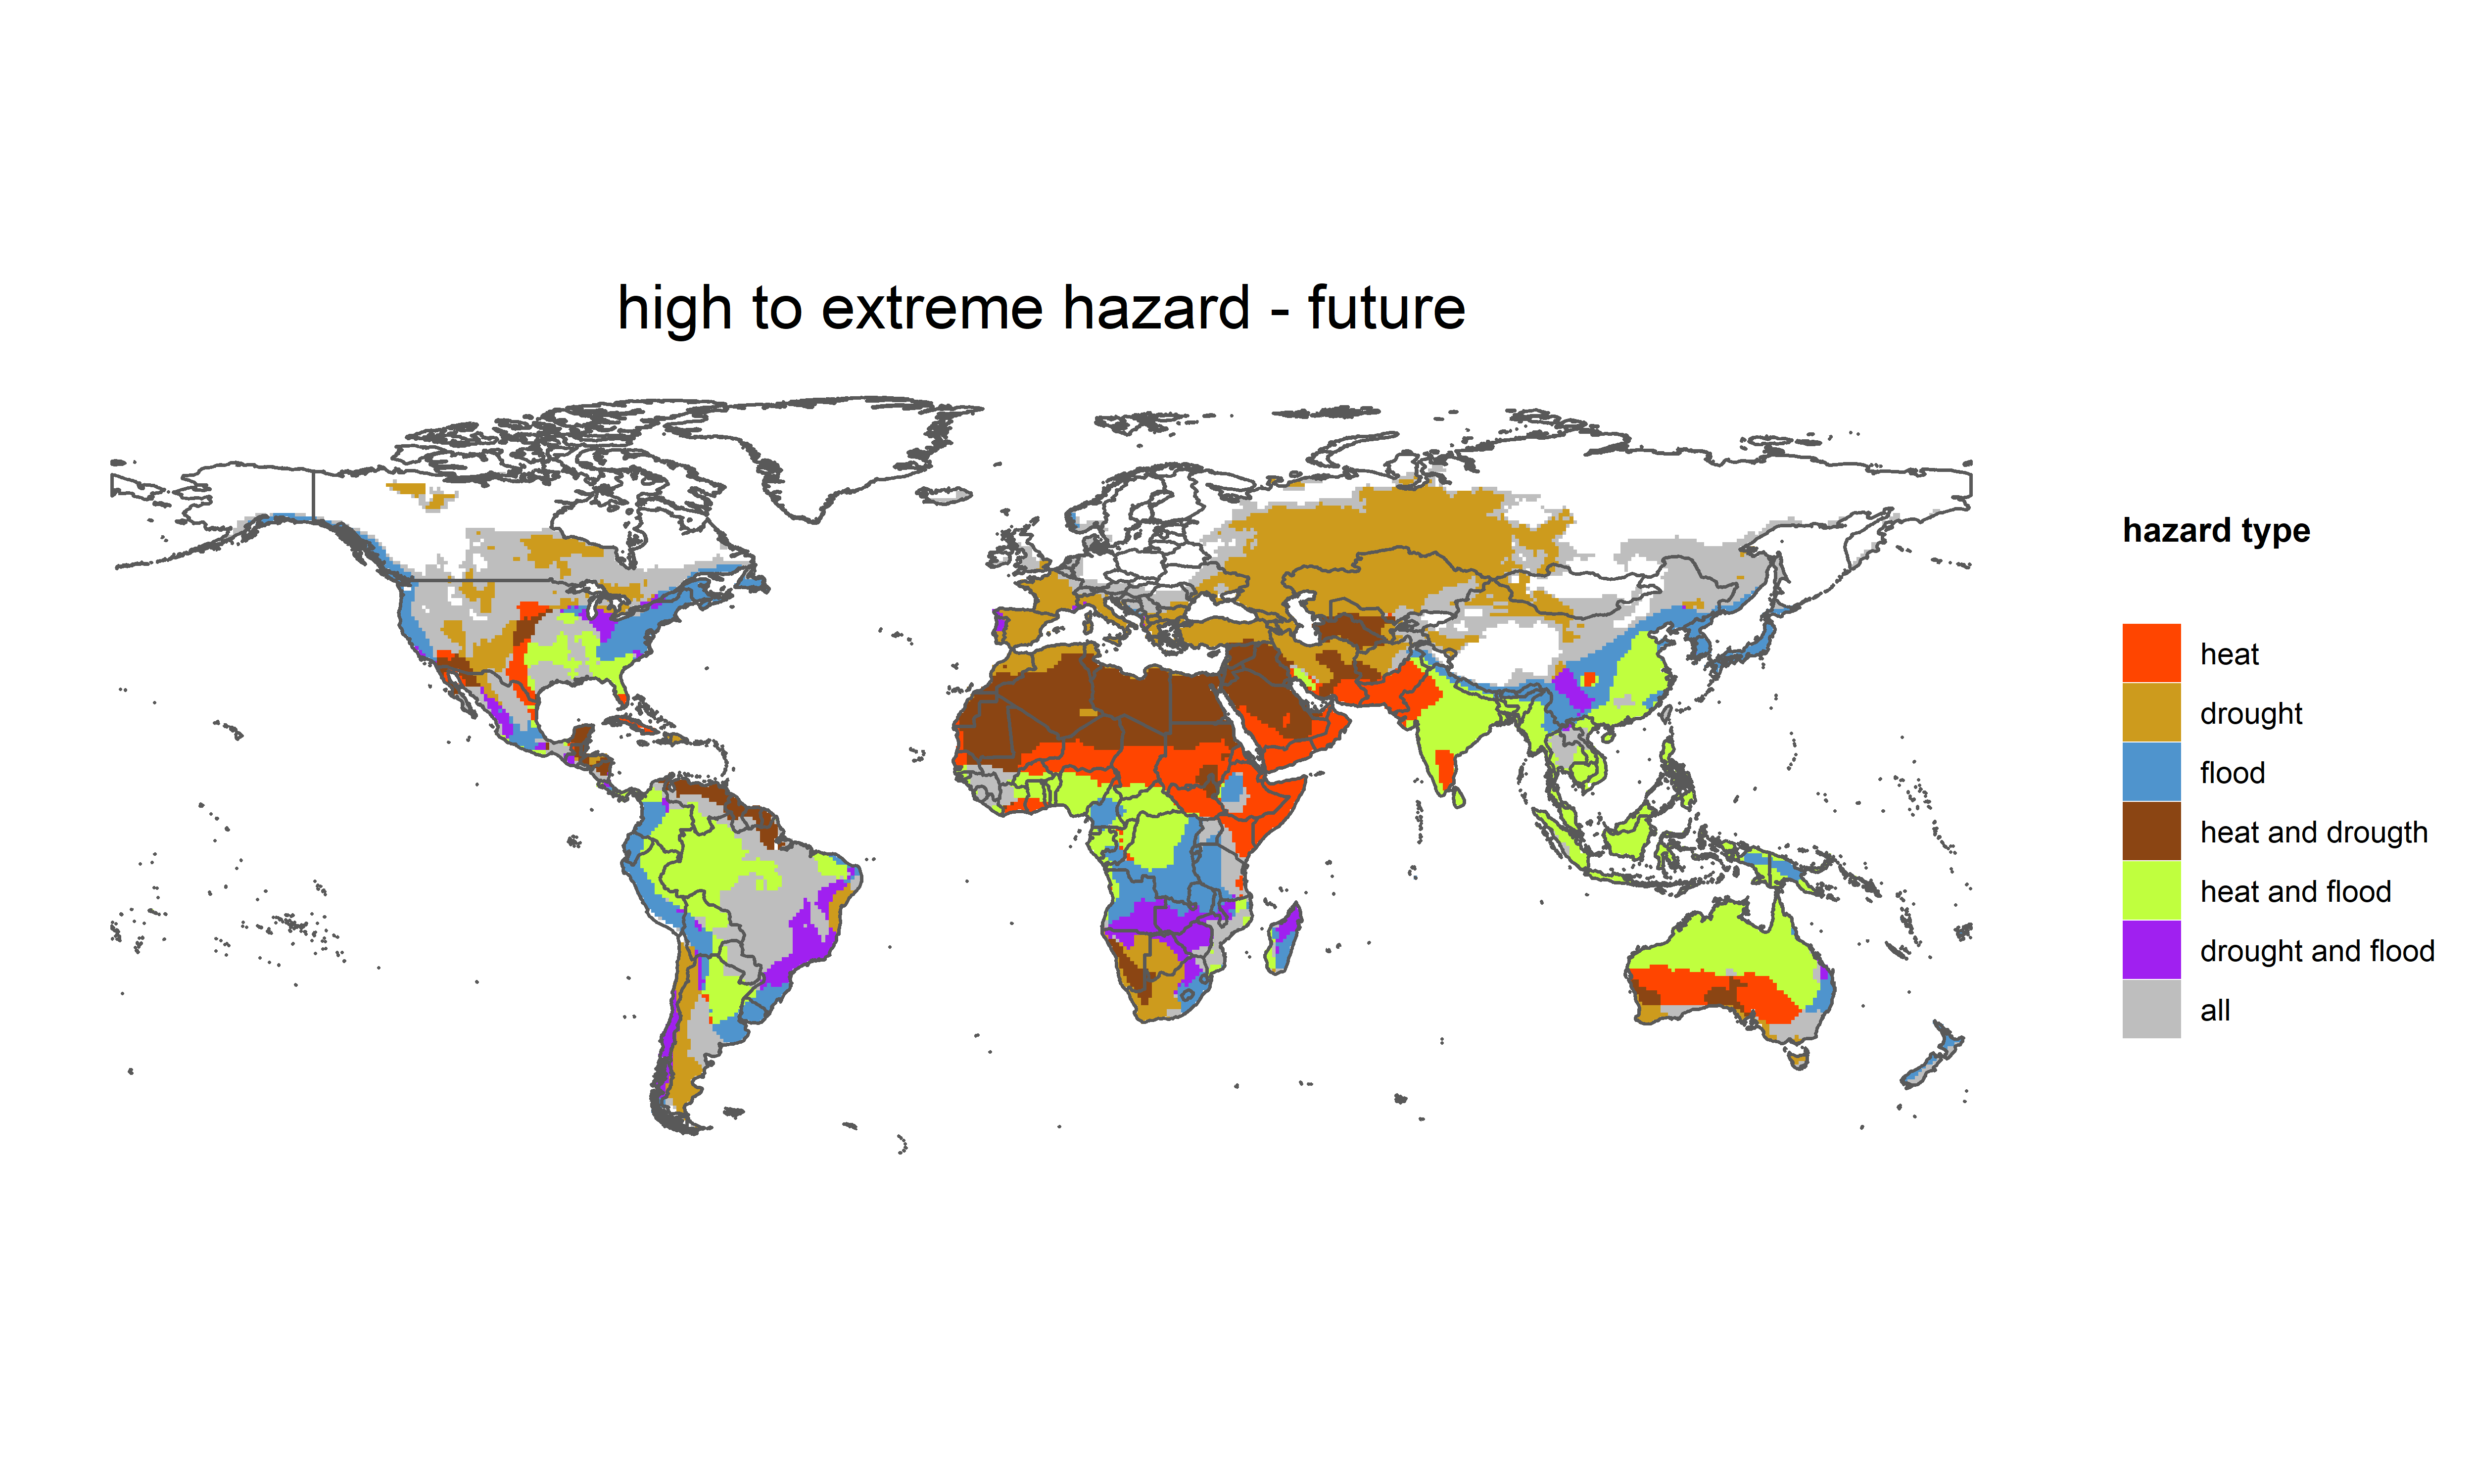 high to extreme hazard - future
hazard type
heat
drought
flood
heat and drougth
heat and flood
drought and flood
all